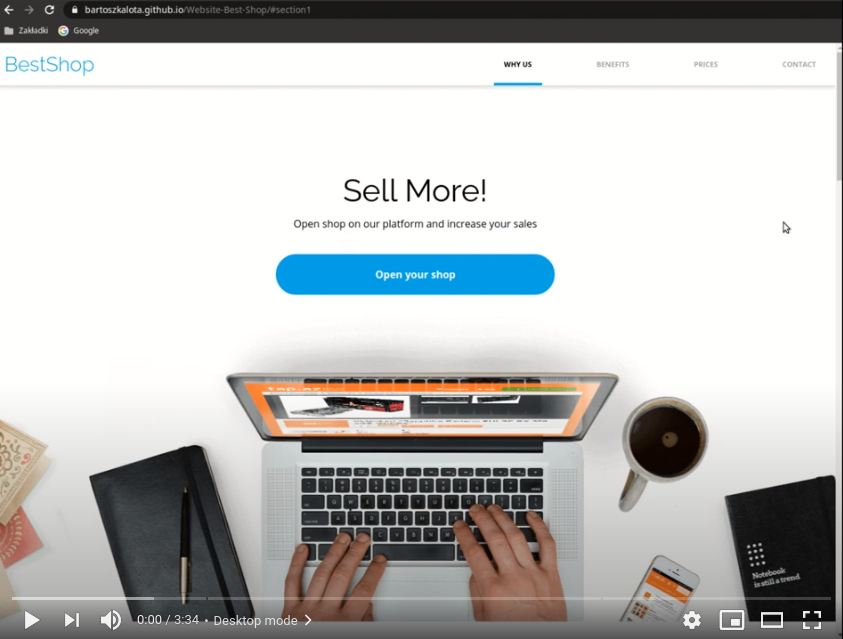 bartoszkalota.github.io/Website-Best-Shop/#section1
Zakładki
Google
BestShop
WHY US
BENEFITS
PRICES
CONTACT
Sell More!
Open shop on our platform and increase your sales
Open your shop
Notebook
is still a trend
0:00 / 3:34 • Desktop mode